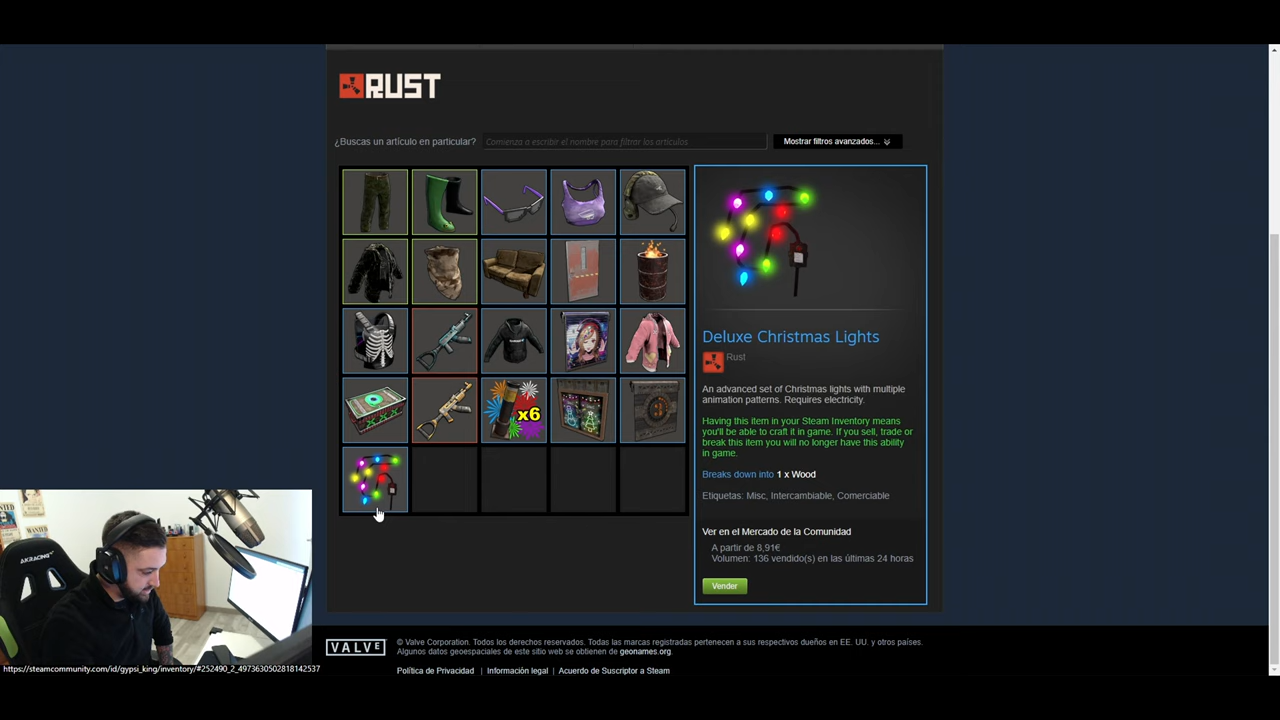 RUST
¿Buscas un artículo en particular?
Comienza a escribir el nombre para filtrar los artículos
Mostrar filtros avanzados...
x6
Deluxe Christmas Lights
Rust
An advanced set of Christmas lights with multiple
animation patterns. Requires electricity.
Having this item in your Steam Inventory means
you'll be able to craft it in game. If you sell, trade or
break this item you will no longer have this ability
in game.
Breaks down into 1 x Wood
Etiquetas: Misc, Intercambiable, Comerciable
Ver en el Mercado de la Comunidad
A partir de 8,91€
Volumen: 136 vendido(s) en las últimas 24 horas
Vender
WANTED
AKRACING
VALVE
© Valve Corporation. Todos los derechos reservados. Todas las marcas registradas pertenecen a sus respectivos dueños en EE. UU. y otros países.
Algunos datos geoespaciales de este sitio web se obtienen de geonames.org.
Política de Privacidad | Información legal | Acuerdo de Suscriptor a Steam
https://steamcommunity.com/id/gypsi_king/inventory/#252490_2_4973630502818142537